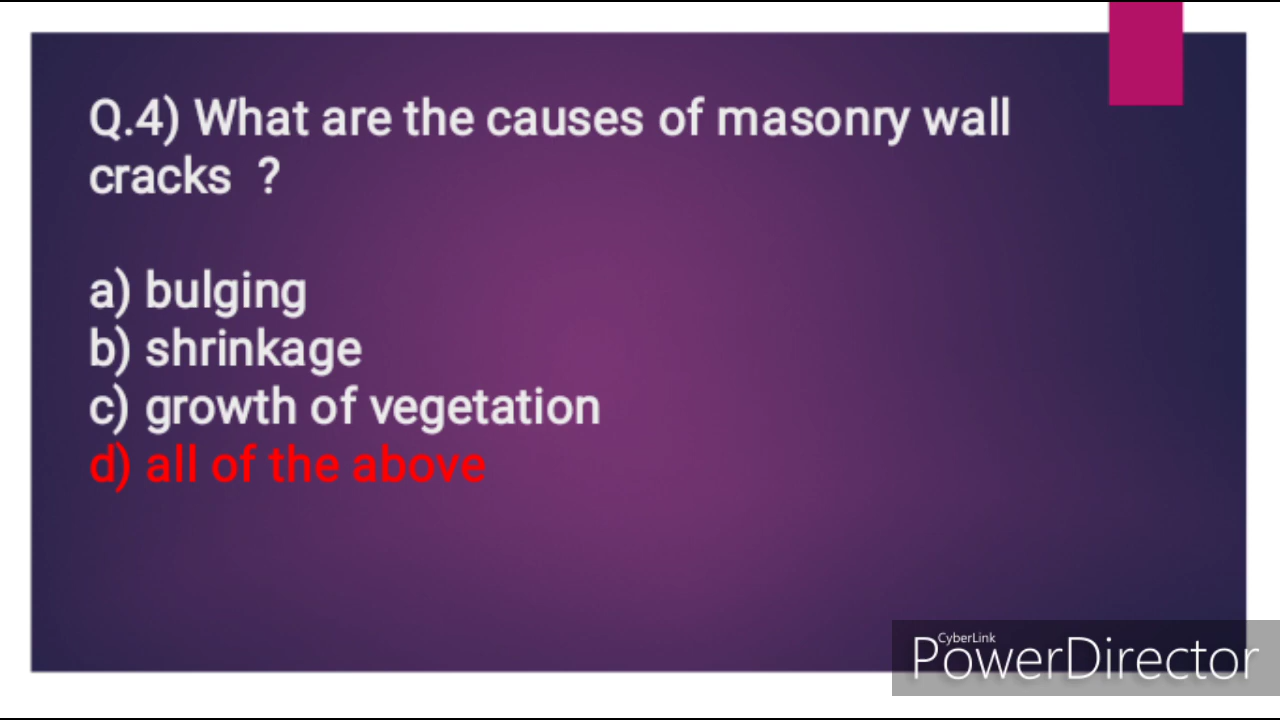 Q.4) What are the causes of masonry wall
cracks ?
a) bulging
b) shrinkage
c) growth of vegetation
d) all of the above
CyberLink
PowerDirector